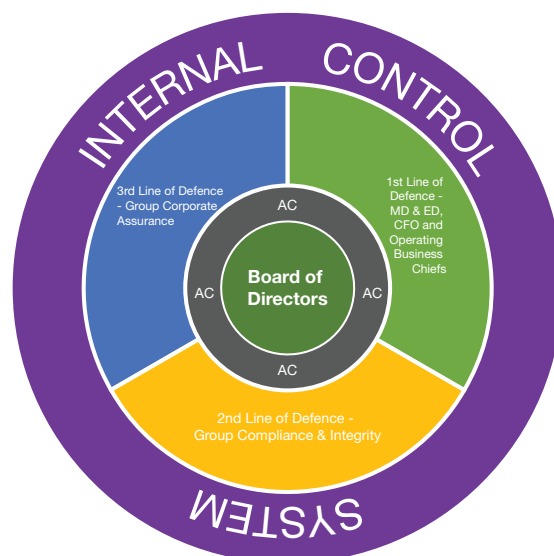 INTERNAL CONTROL
3rd Line of Defence
- Group Corporate
Assurance
1st Line of
Defence -
MD & ED,
CFO and
Operating
Business
Chiefs
AC
Board of
Directors
AC
AC
AC
2nd Line of Defence -
Group Compliance & Integrity
SYSTEM